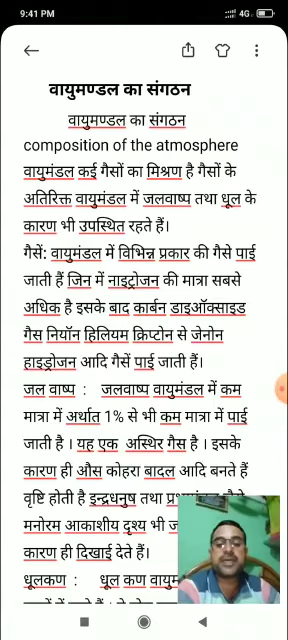 9:41 PM
4G
वायुमण्डल का संगठन
वायुमण्डल का संगठन
composition of the atmosphere
वायुमंडल कई गैसों का मिश्रण है गैसों के
अतिरिक्त वायुमंडल में जलवाष्प तथा धूल के
कारण भी उपस्थित रहते हैं।
गैसें: वायुमंडल में विभिन्न प्रकार की गैसे पाई
जाती हैं जिन में नाइट्रोजन की मात्रा सबसे
अधिक है इसके बाद कार्बन डाइऑक्साइड
गैस नियॉन हिलियम क्रिप्टोन से जेनोन
हाइड्रोजन आदि गैसें पाई जाती हैं।
जल वाष्प : जलवाष्प वायुमंडल में कम
मात्रा में अर्थात 1% से भी कम मात्रा में पाई
जाती है । यह एक अस्थिर गैस है । इसके
कारण ही औस कोहरा बादल आदि बनते हैं
वृष्टि होती है इन्द्रधनुष तथा
मनोरम आकाशीय दृश्य भी
कारण ही दिखाई देते हैं।
धूलकण : धूल कण